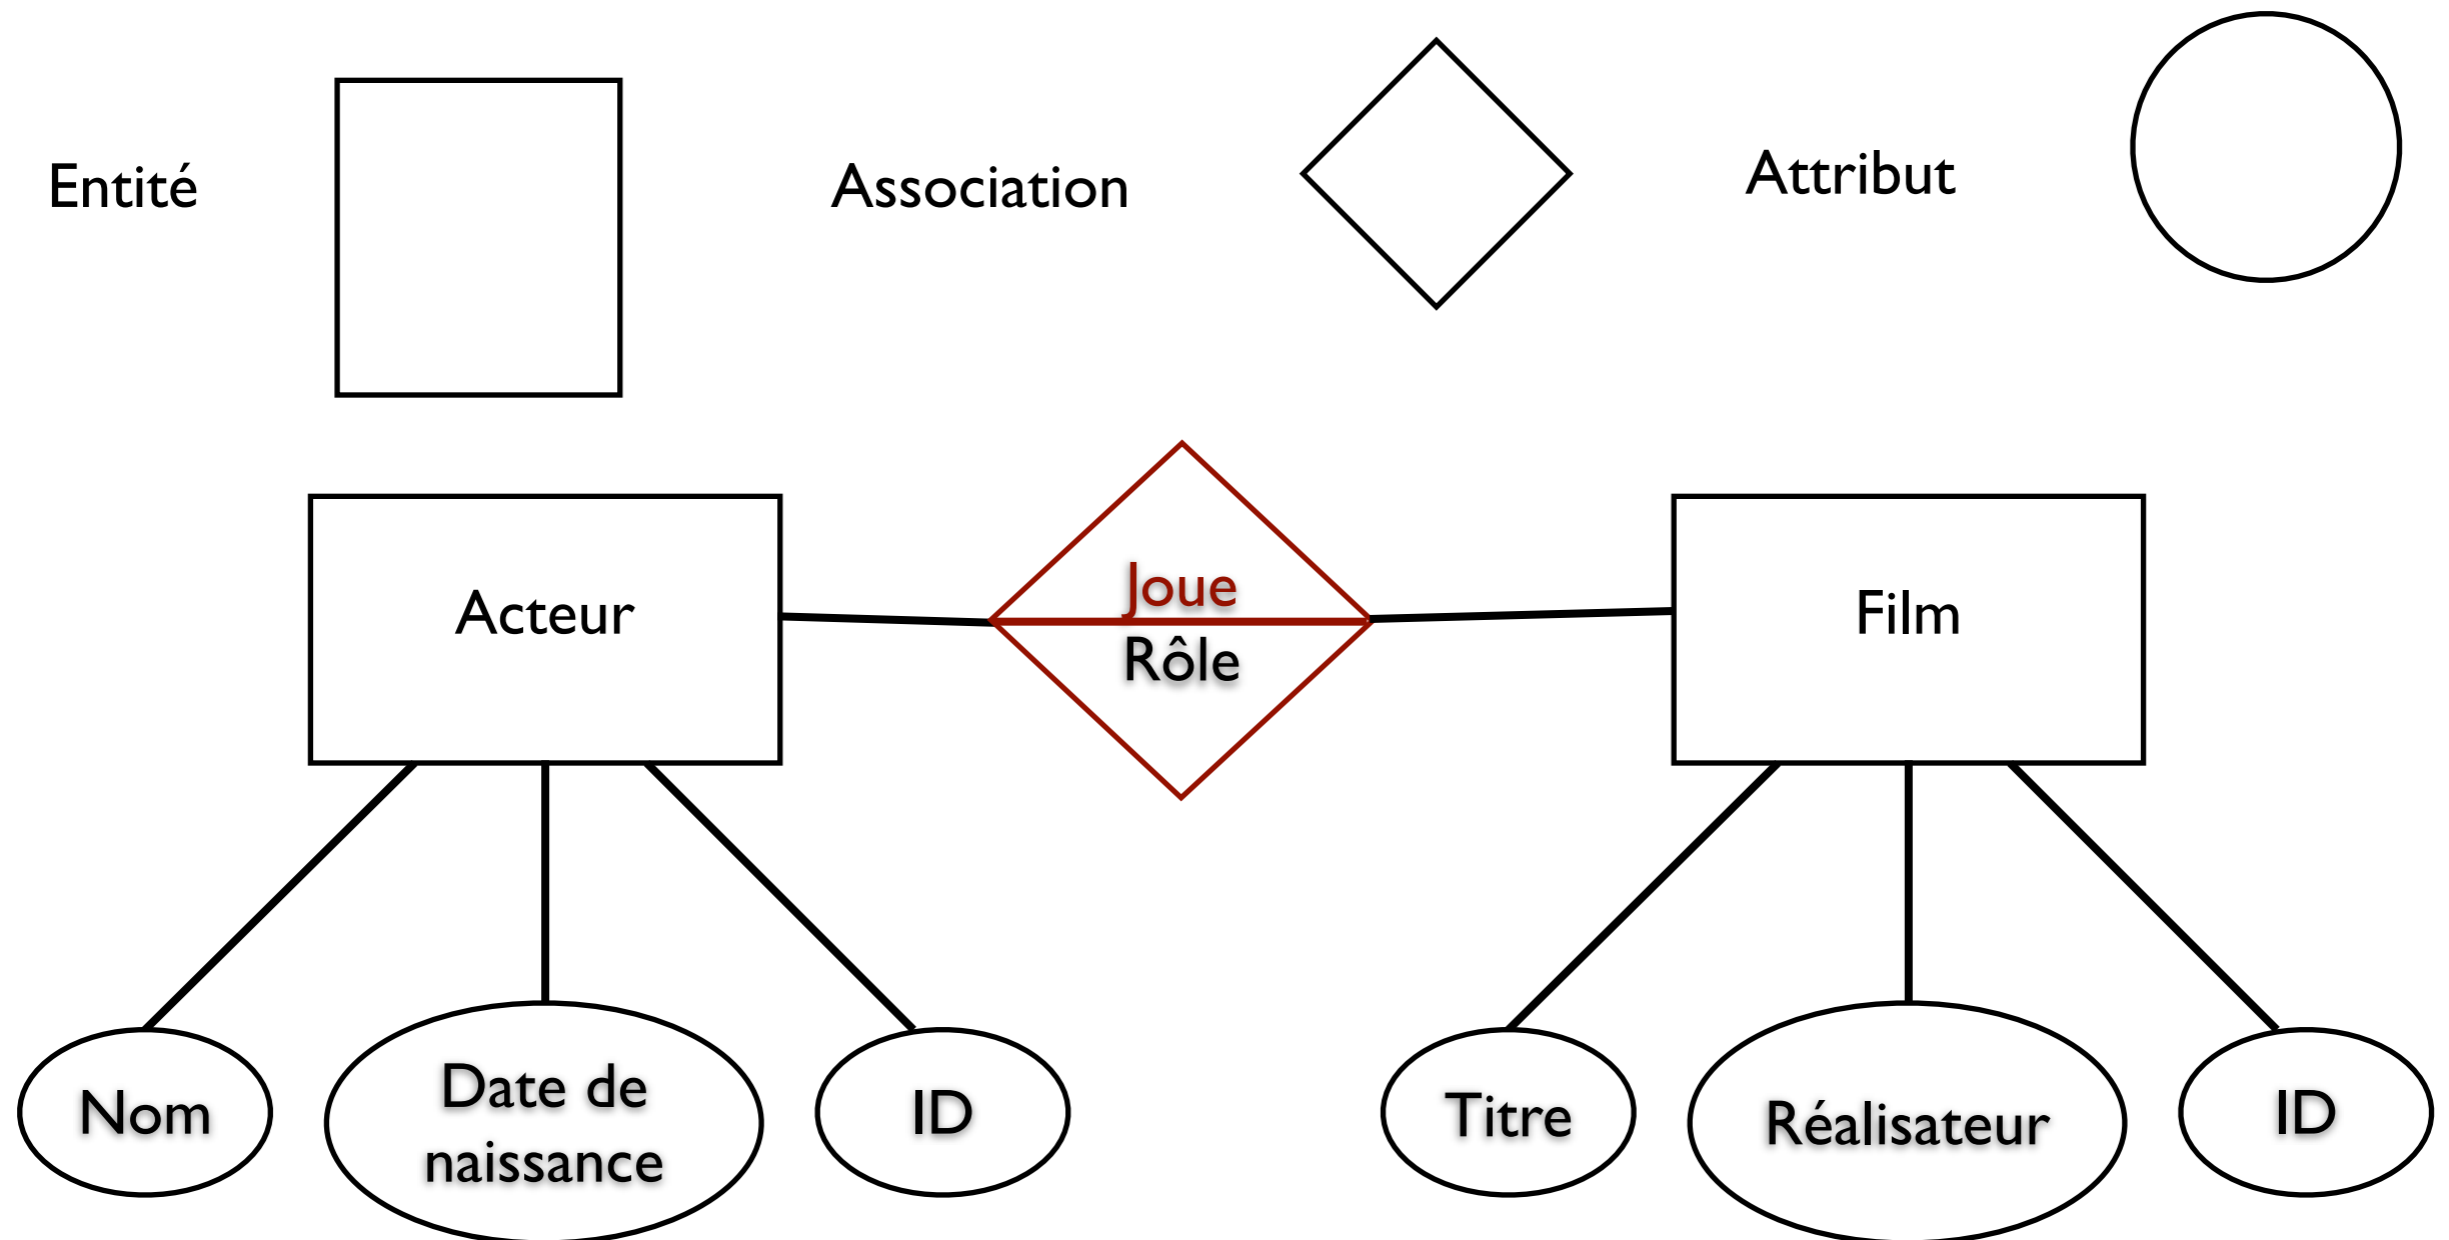 Entité
Association
Attribut
Acteur
Joue
Rôle
Film
Nom
Date de
naissance
ID
Titre
Réalisateur
ID